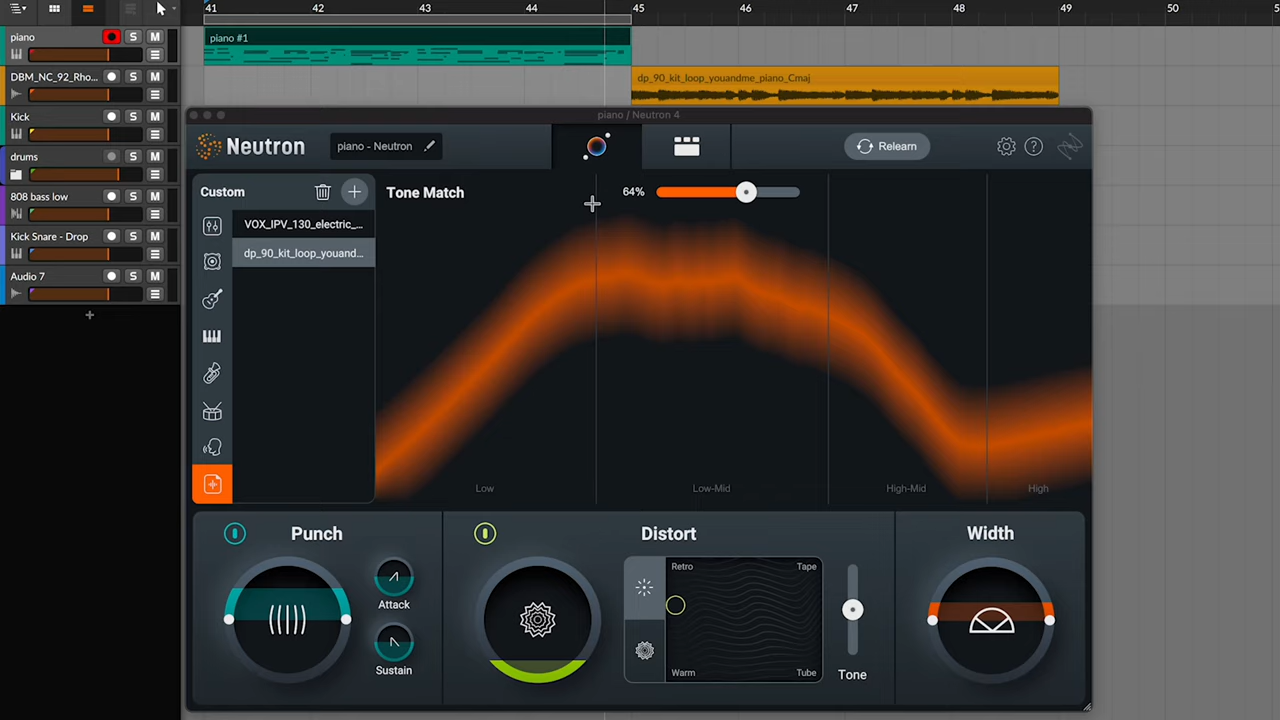 41 42 43 44 45 46 47 48 49 50
piano S M
piano #1
DBM_NC_92_Rho... S M
dp_90_kit_loop_youandme_piano_Cmaj
Kick S M
drums S M
808 bass low S M
Kick Snare - Drop S M
Audio 7 S M
+
piano / Neutron 4
Neutron
piano - Neutron
Relearn
?
Custom
+
Tone Match
64%
VOX_IPV_130_electric_...
dp_90_kit_loop_youand...
Low
Low-Mid
High-Mid
High
Punch
Attack
Sustain
Distort
Retro
Tape
Warm
Tube
Tone
Width